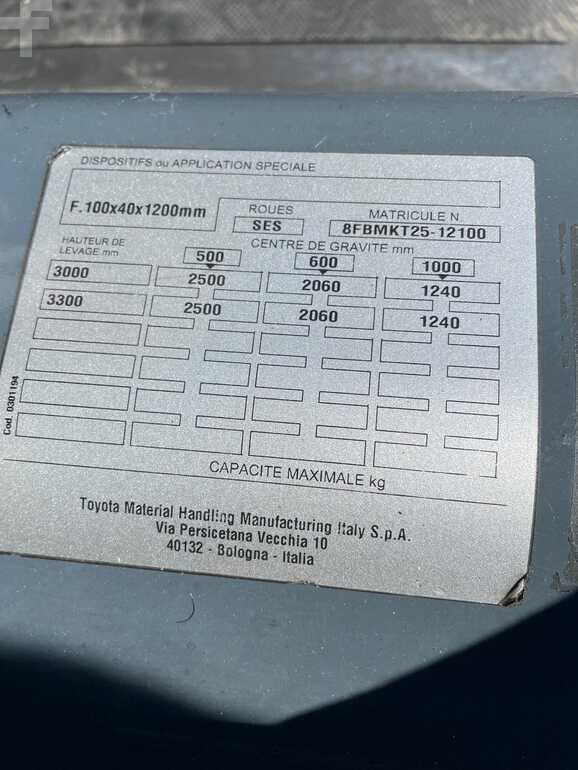 DISPOSITIFS ou APPLICATION SPECIALE
F.100x40x1200mm
ROUES
SES
MATRICULE N.
8FBMKT25-12100
HAUTEUR DE
LEVAGE mm
CENTRE DE GRAVITE mm
500 600 1000
3000 2500 2060 1240
3300 2500 2060 1240
CAPACITE MAXIMALE kg
Cod. 0301194
Toyota Material Handling Manufacturing Italy S.p.A.
Via Persicetana Vecchia 10
40132 - Bologna - Italia